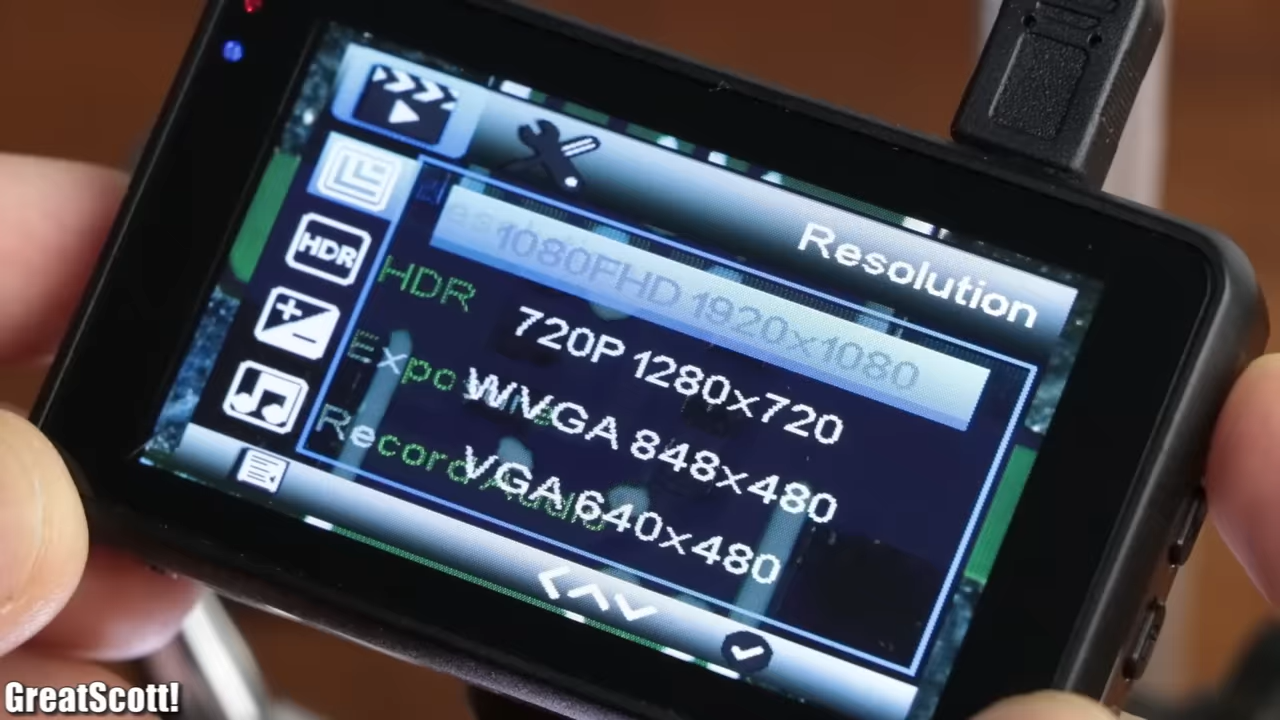 Resolution
1080FHD 1920x1080
HDR
HDR
720P 1280x720
WVGA 848x480
VGA 640x480
Record Audio
GreatScott!